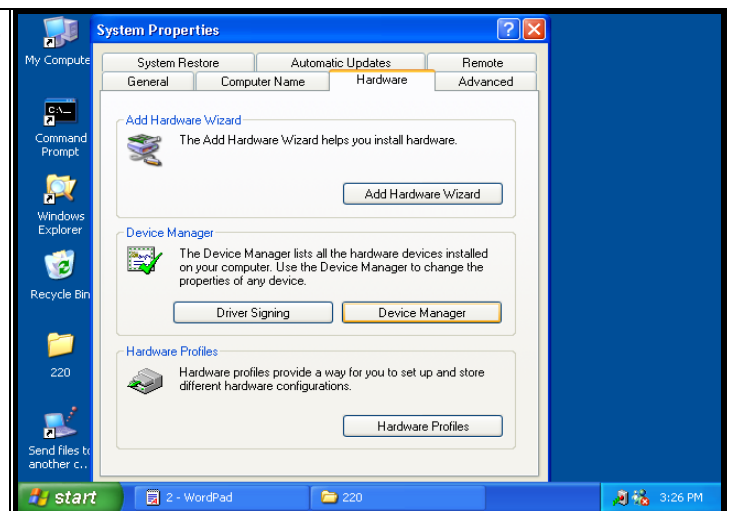 System Properties
My Compute
System Restore
Automatic Updates
Remote
General
Computer Name
Hardware
Advanced
C:\_
Command
Prompt
Windows
Explorer
Recycle Bin
220
Send files to
another c..
Add Hardware Wizard
The Add Hardware Wizard helps you install hardware.
Add Hardware Wizard
Device Manager
The Device Manager lists all the hardware devices installed
on your computer. Use the Device Manager to change the
properties of any device.
Driver Signing
Device Manager
Hardware Profiles
Hardware profiles provide a way for you to set up and store
different hardware configurations.
Hardware Profiles
start
2 - WordPad
220
3:26 PM